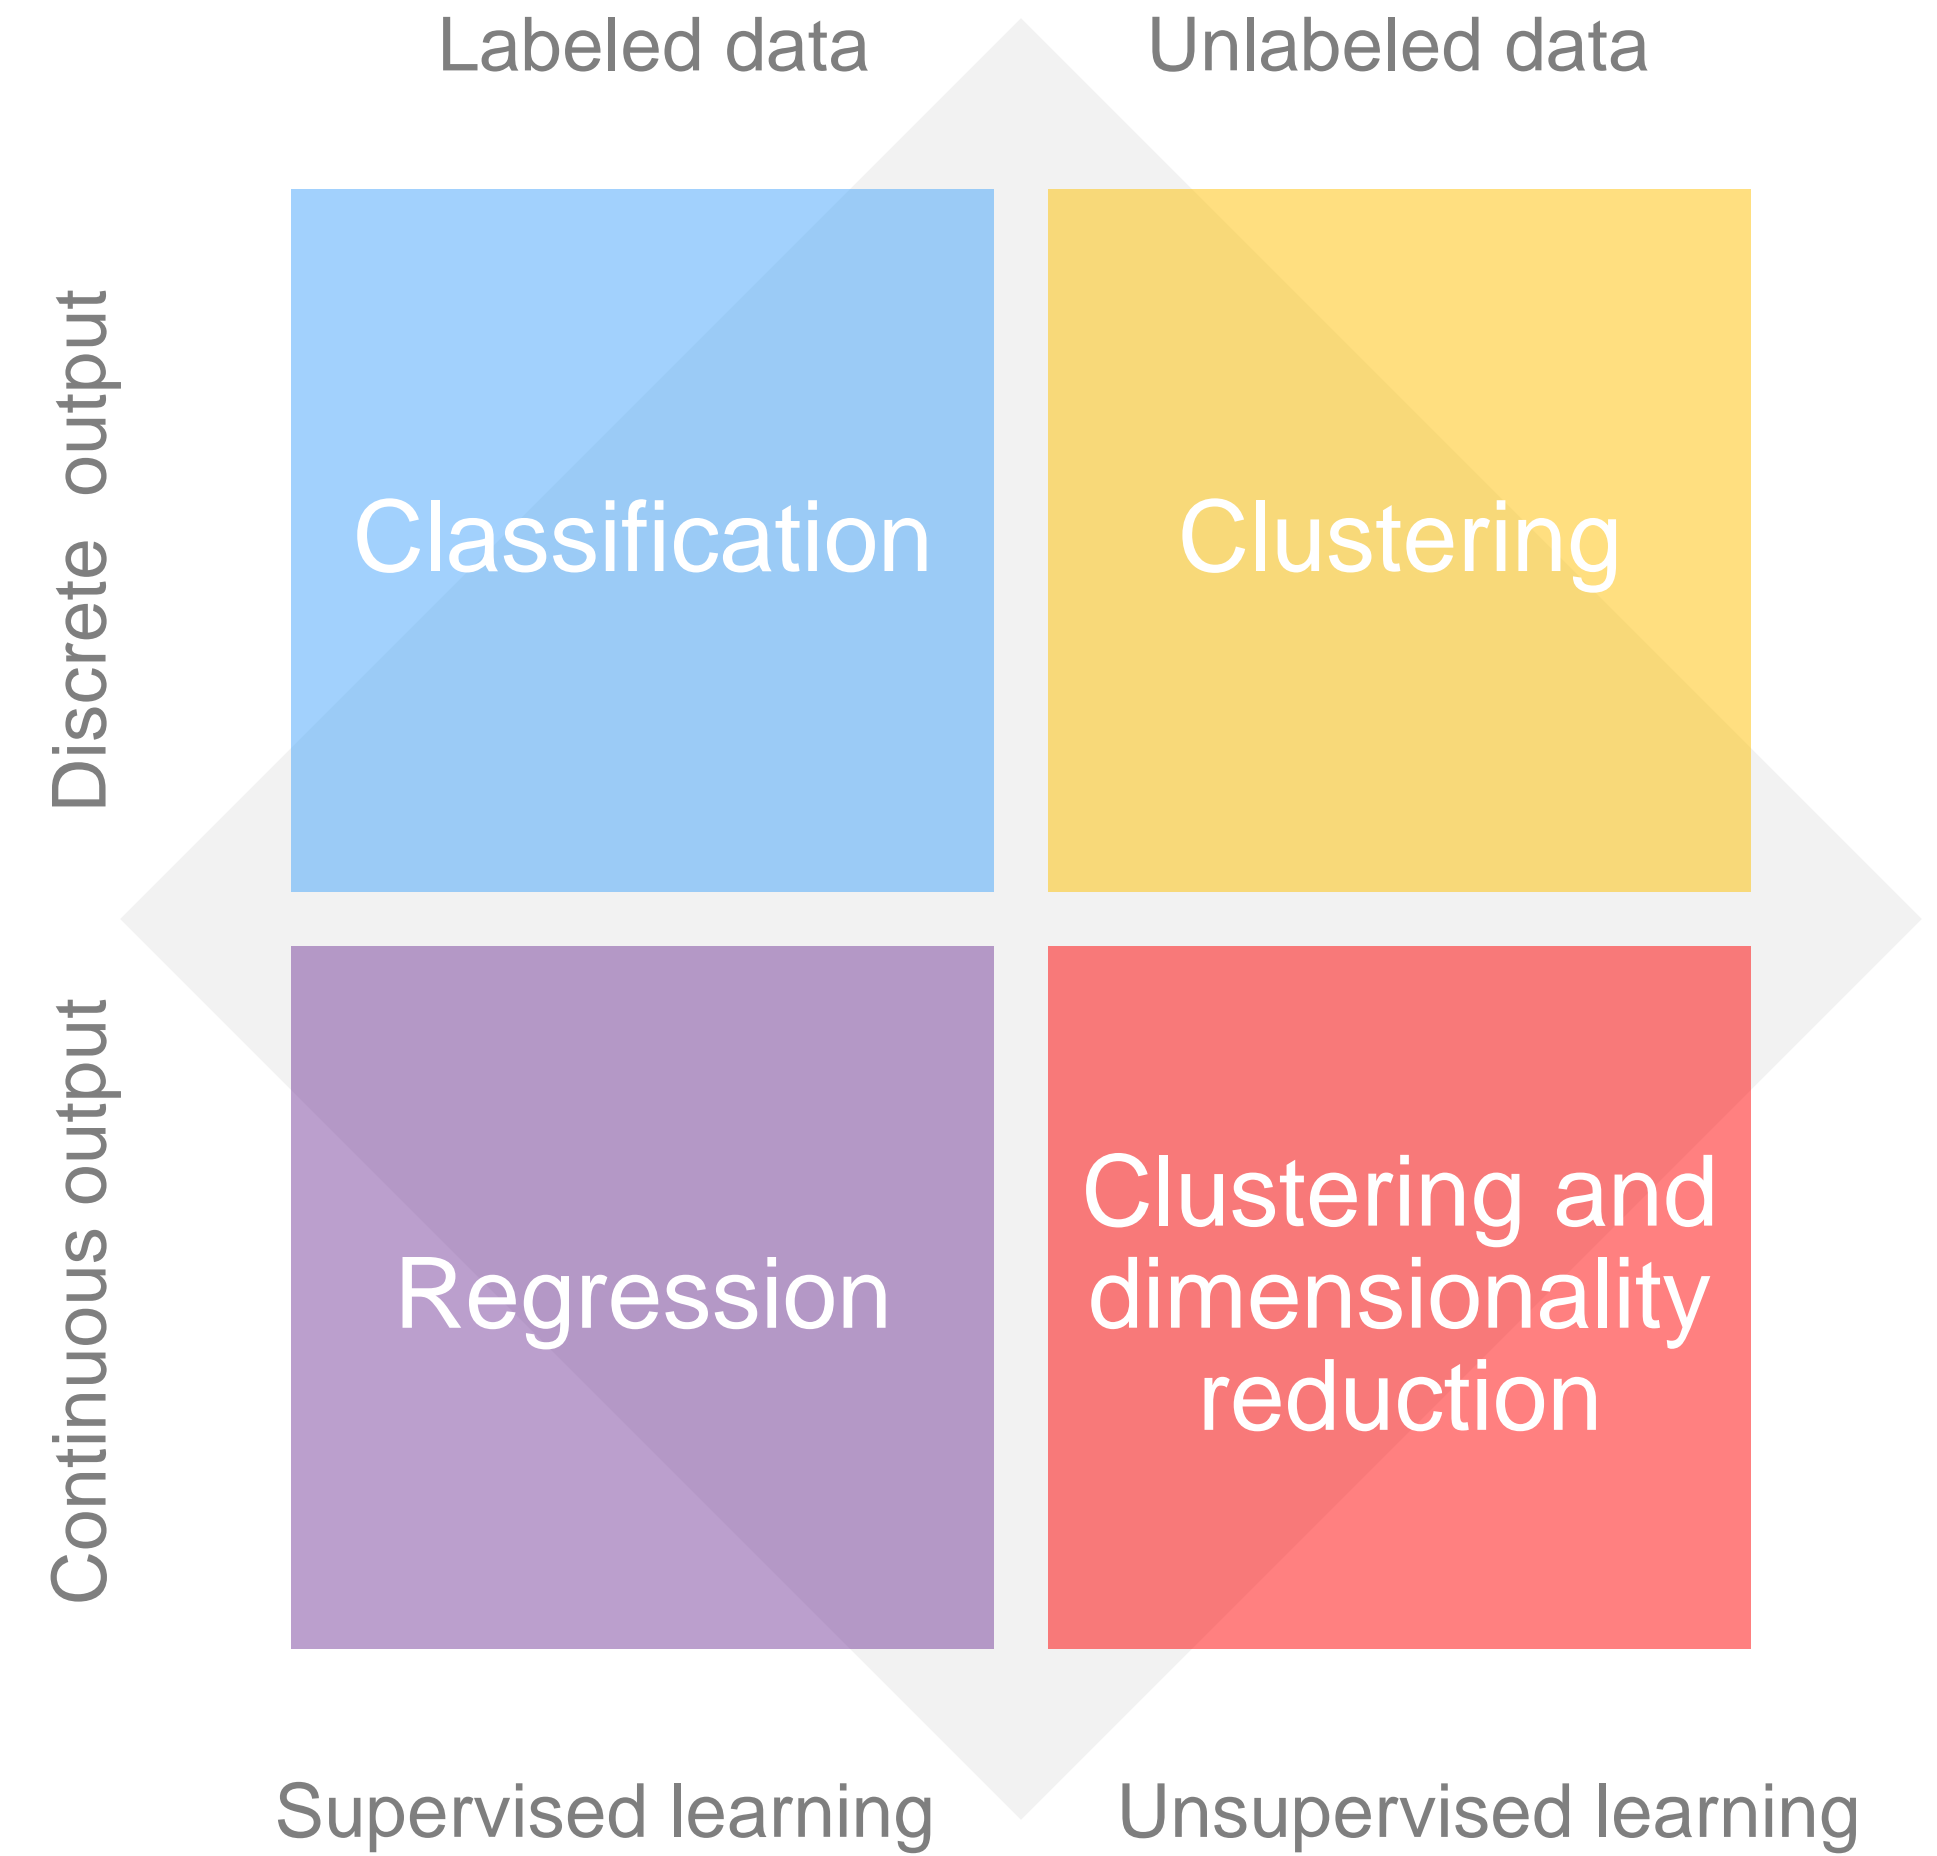 Labeled data
Unlabeled data
Discrete output
Classification
Clustering
Continuous output
Regression
Clustering and
dimensionality
reduction
Supervised learning
Unsupervised learning